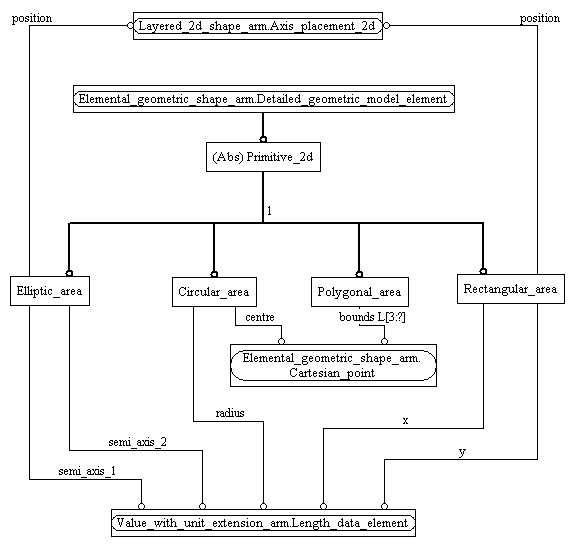 position
Layered_2d_shape_arm.Axis_placement_2d
position
Elemental_geometric_shape_arm.Detailed_geometric_model_element
(Abs) Primitive_2d
1
Elliptic_area
Circular_area
Polygonal_area
Rectangular_area
centre
bounds L[3:?]
Elemental_geometric_shape_arm.
Cartesian_point
radius
x
semi_axis_2
y
semi_axis_1
Value_with_unit_extension_arm.Length_data_element